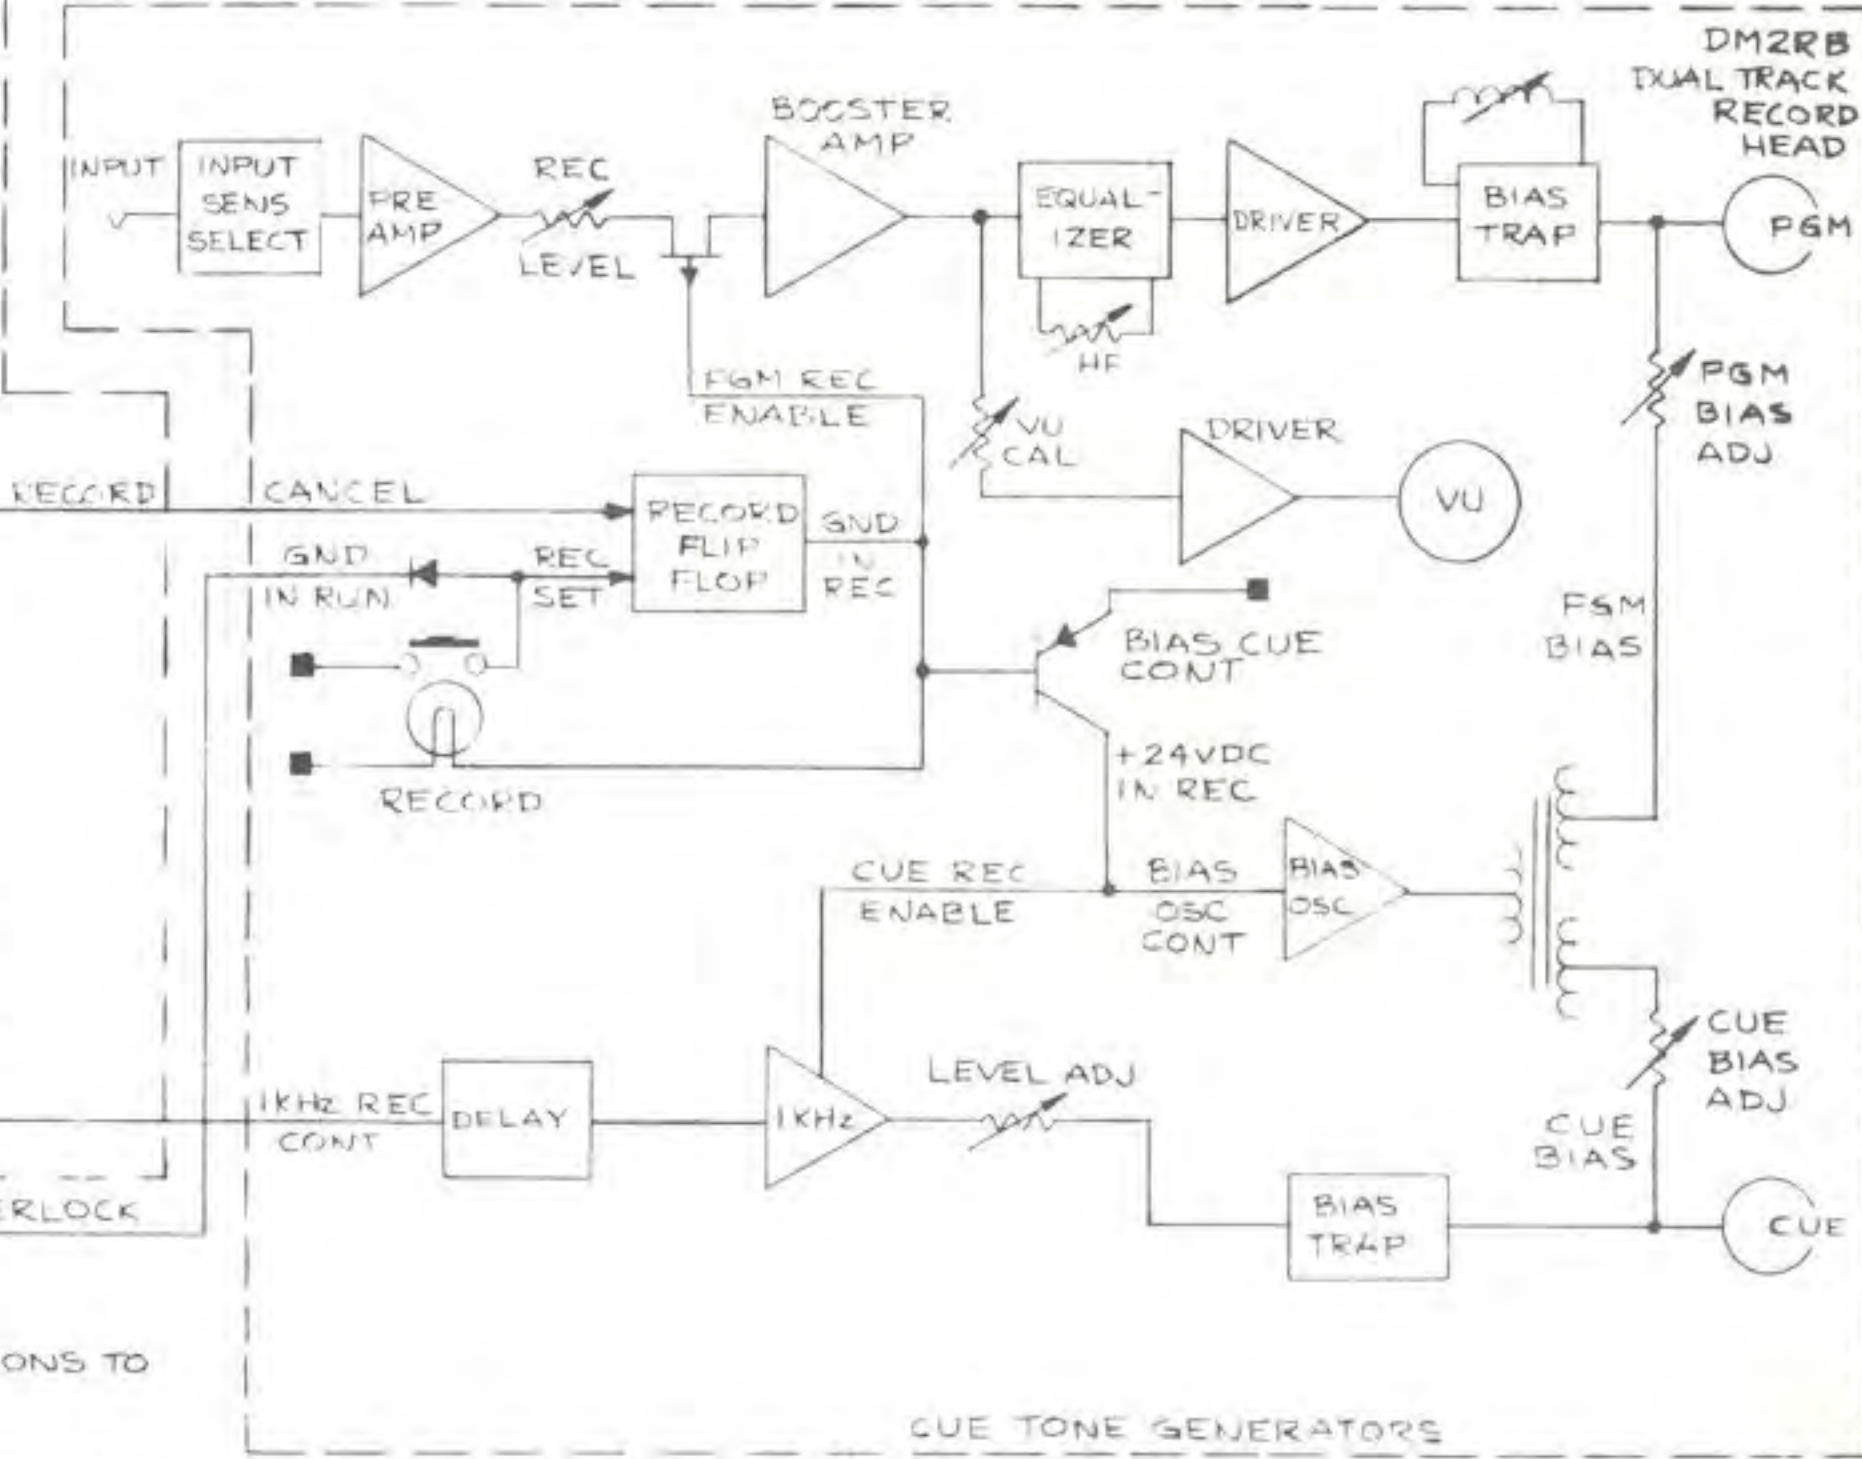 DM2RB
DUAL TRACK
RECORD
HEAD
BOOSTER
AMP
INPUT
INPUT
SENS
SELECT
PRE
AMP
REC
LEVEL
EQUAL-
IZER
HF
DRIVER
BIAS
TRAP
PGM
PGM REC
ENABLE
VU
CAL
DRIVER
VU
PGM
BIAS
ADJ
RECORD
CANCEL
GND
IN RUN
REC
SET
RECORD
FLIP
FLOP
GND
IN
REC
PGM
BIAS
BIAS CUE
CONT
RECORD
+24VDC
IN REC
CUE REC
ENABLE
BIAS
OSC
CONT
BIAS
OSC
CUE
BIAS
ADJ
1KHz REC
CONT
DELAY
1KHz
LEVEL ADJ
CUE
BIAS
BIAS
TRAP
CUE
ERLOCK
ONS TO
CUE TONE GENERATORS